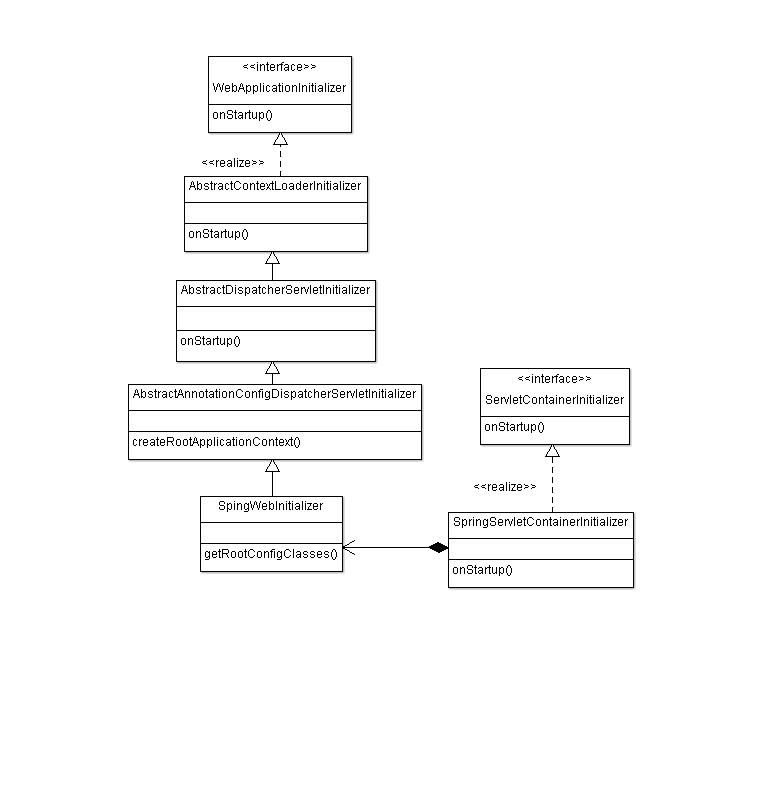 <<interface>>
WebApplicationInitializer
onStartup()
<<realize>>
AbstractContextLoaderInitializer
onStartup()
AbstractDispatcherServletInitializer
onStartup()
AbstractAnnotationConfigDispatcherServletInitializer
createRootApplicationContext()
SpingWebInitializer
getRootConfigClasses()
<<interface>>
ServletContainerInitializer
onStartup()
<<realize>>
SpringServletContainerInitializer
onStartup()